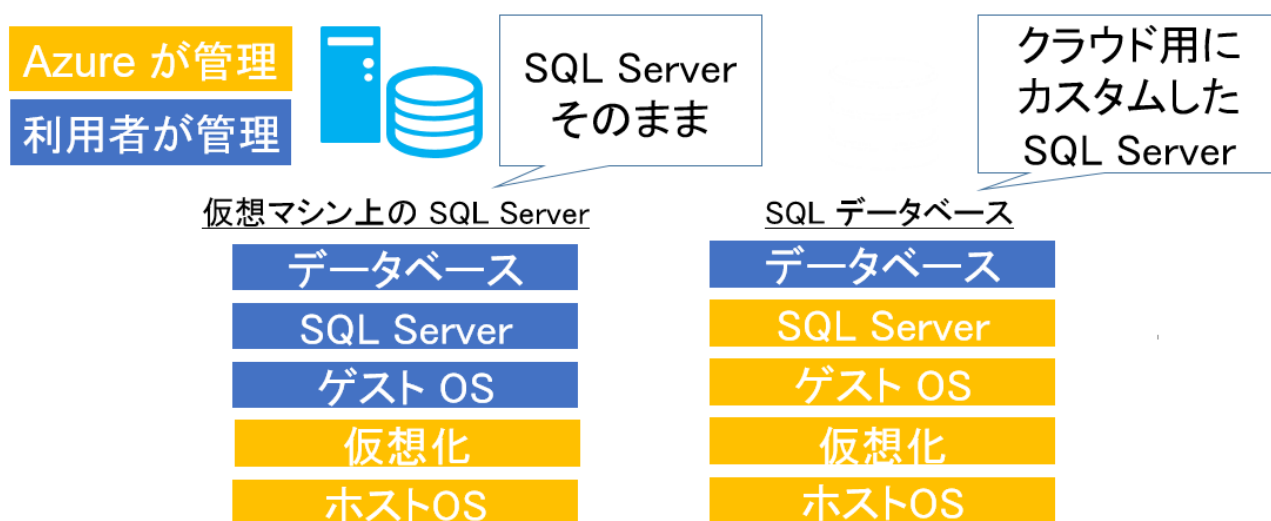 Azure が管理
利用者が管理
SQL Server
そのまま
クラウド用に
カスタムした
SQL Server
仮想マシン上の SQL Server
データベース
SQL Server
ゲスト OS
仮想化
ホストOS
SQL データベース
データベース
SQL Server
ゲスト OS
仮想化
ホストOS